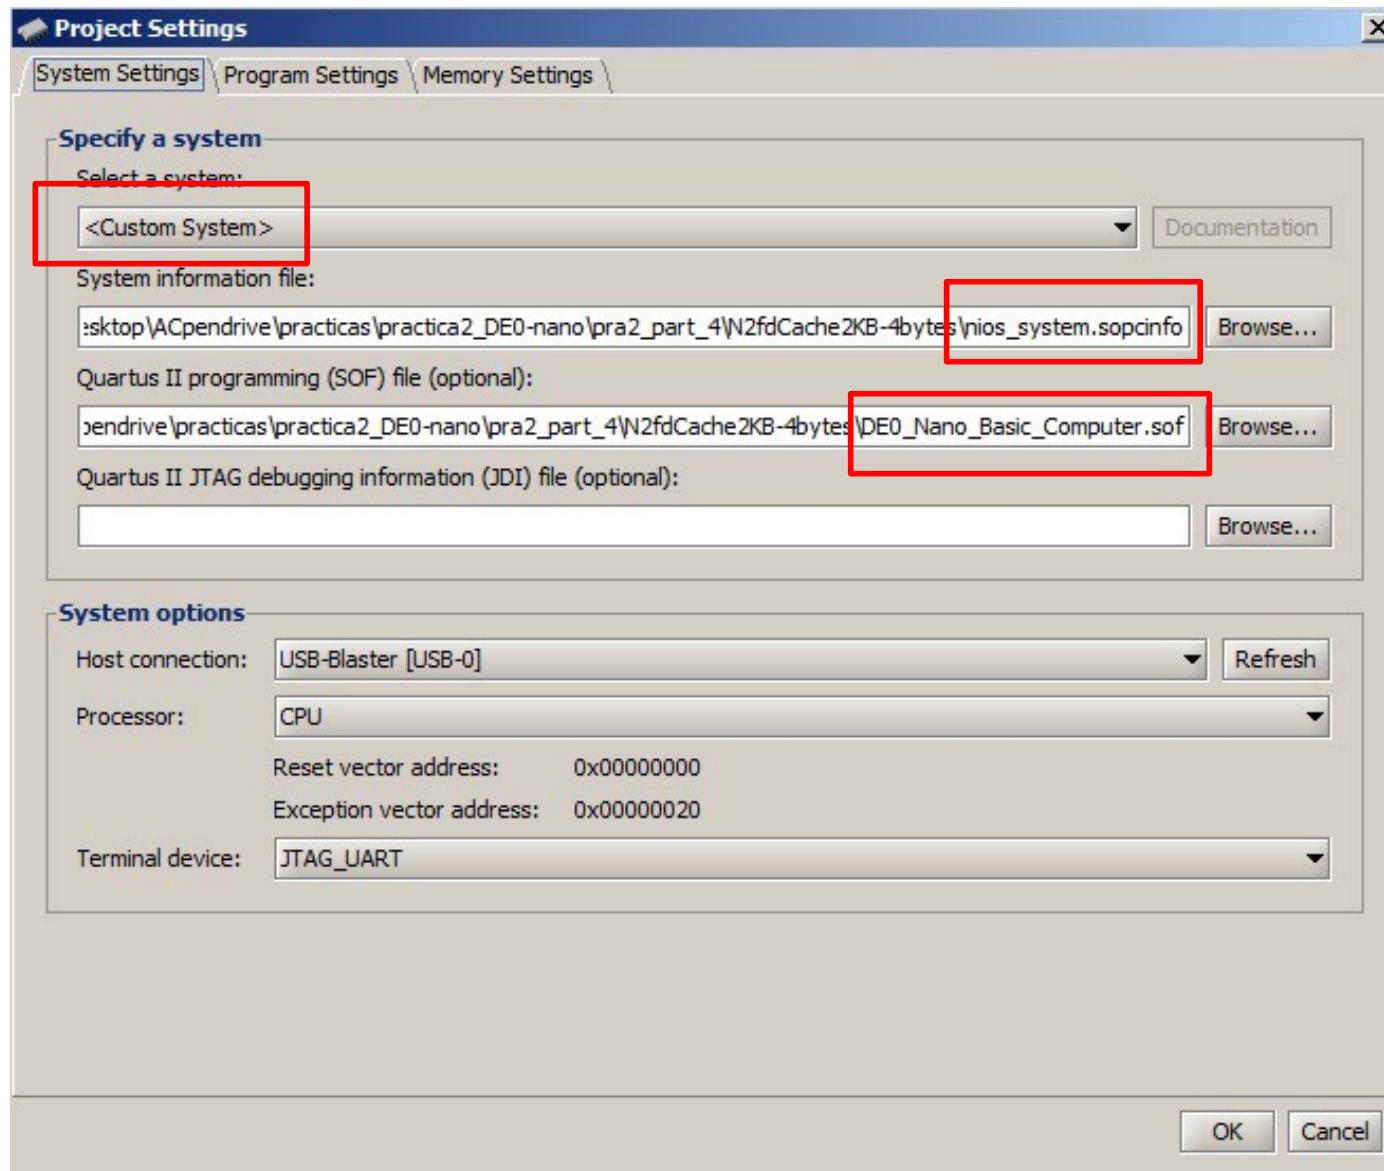 Project Settings
System Settings Program Settings Memory Settings
Specify a system
Select a system:
<Custom System> Documentation
System information file:
esktop\ACpendrive\practicas\practica2_DE0-nano\pra2_part_4\N2fdCache2KB-4bytes\nios_system.sopcinfo Browse...
Quartus II programming (SOF) file (optional):
pendrive\practicas\practica2_DE0-nano\pra2_part_4\N2fdCache2KB-4bytes\DE0_Nano_Basic_Computer.sof Browse...
Quartus II JTAG debugging information (JDI) file (optional):
Browse...
System options
Host connection: USB-Blaster [USB-0] Refresh
Processor: CPU
Reset vector address: 0x00000000
Exception vector address: 0x00000020
Terminal device: JTAG_UART
OK Cancel